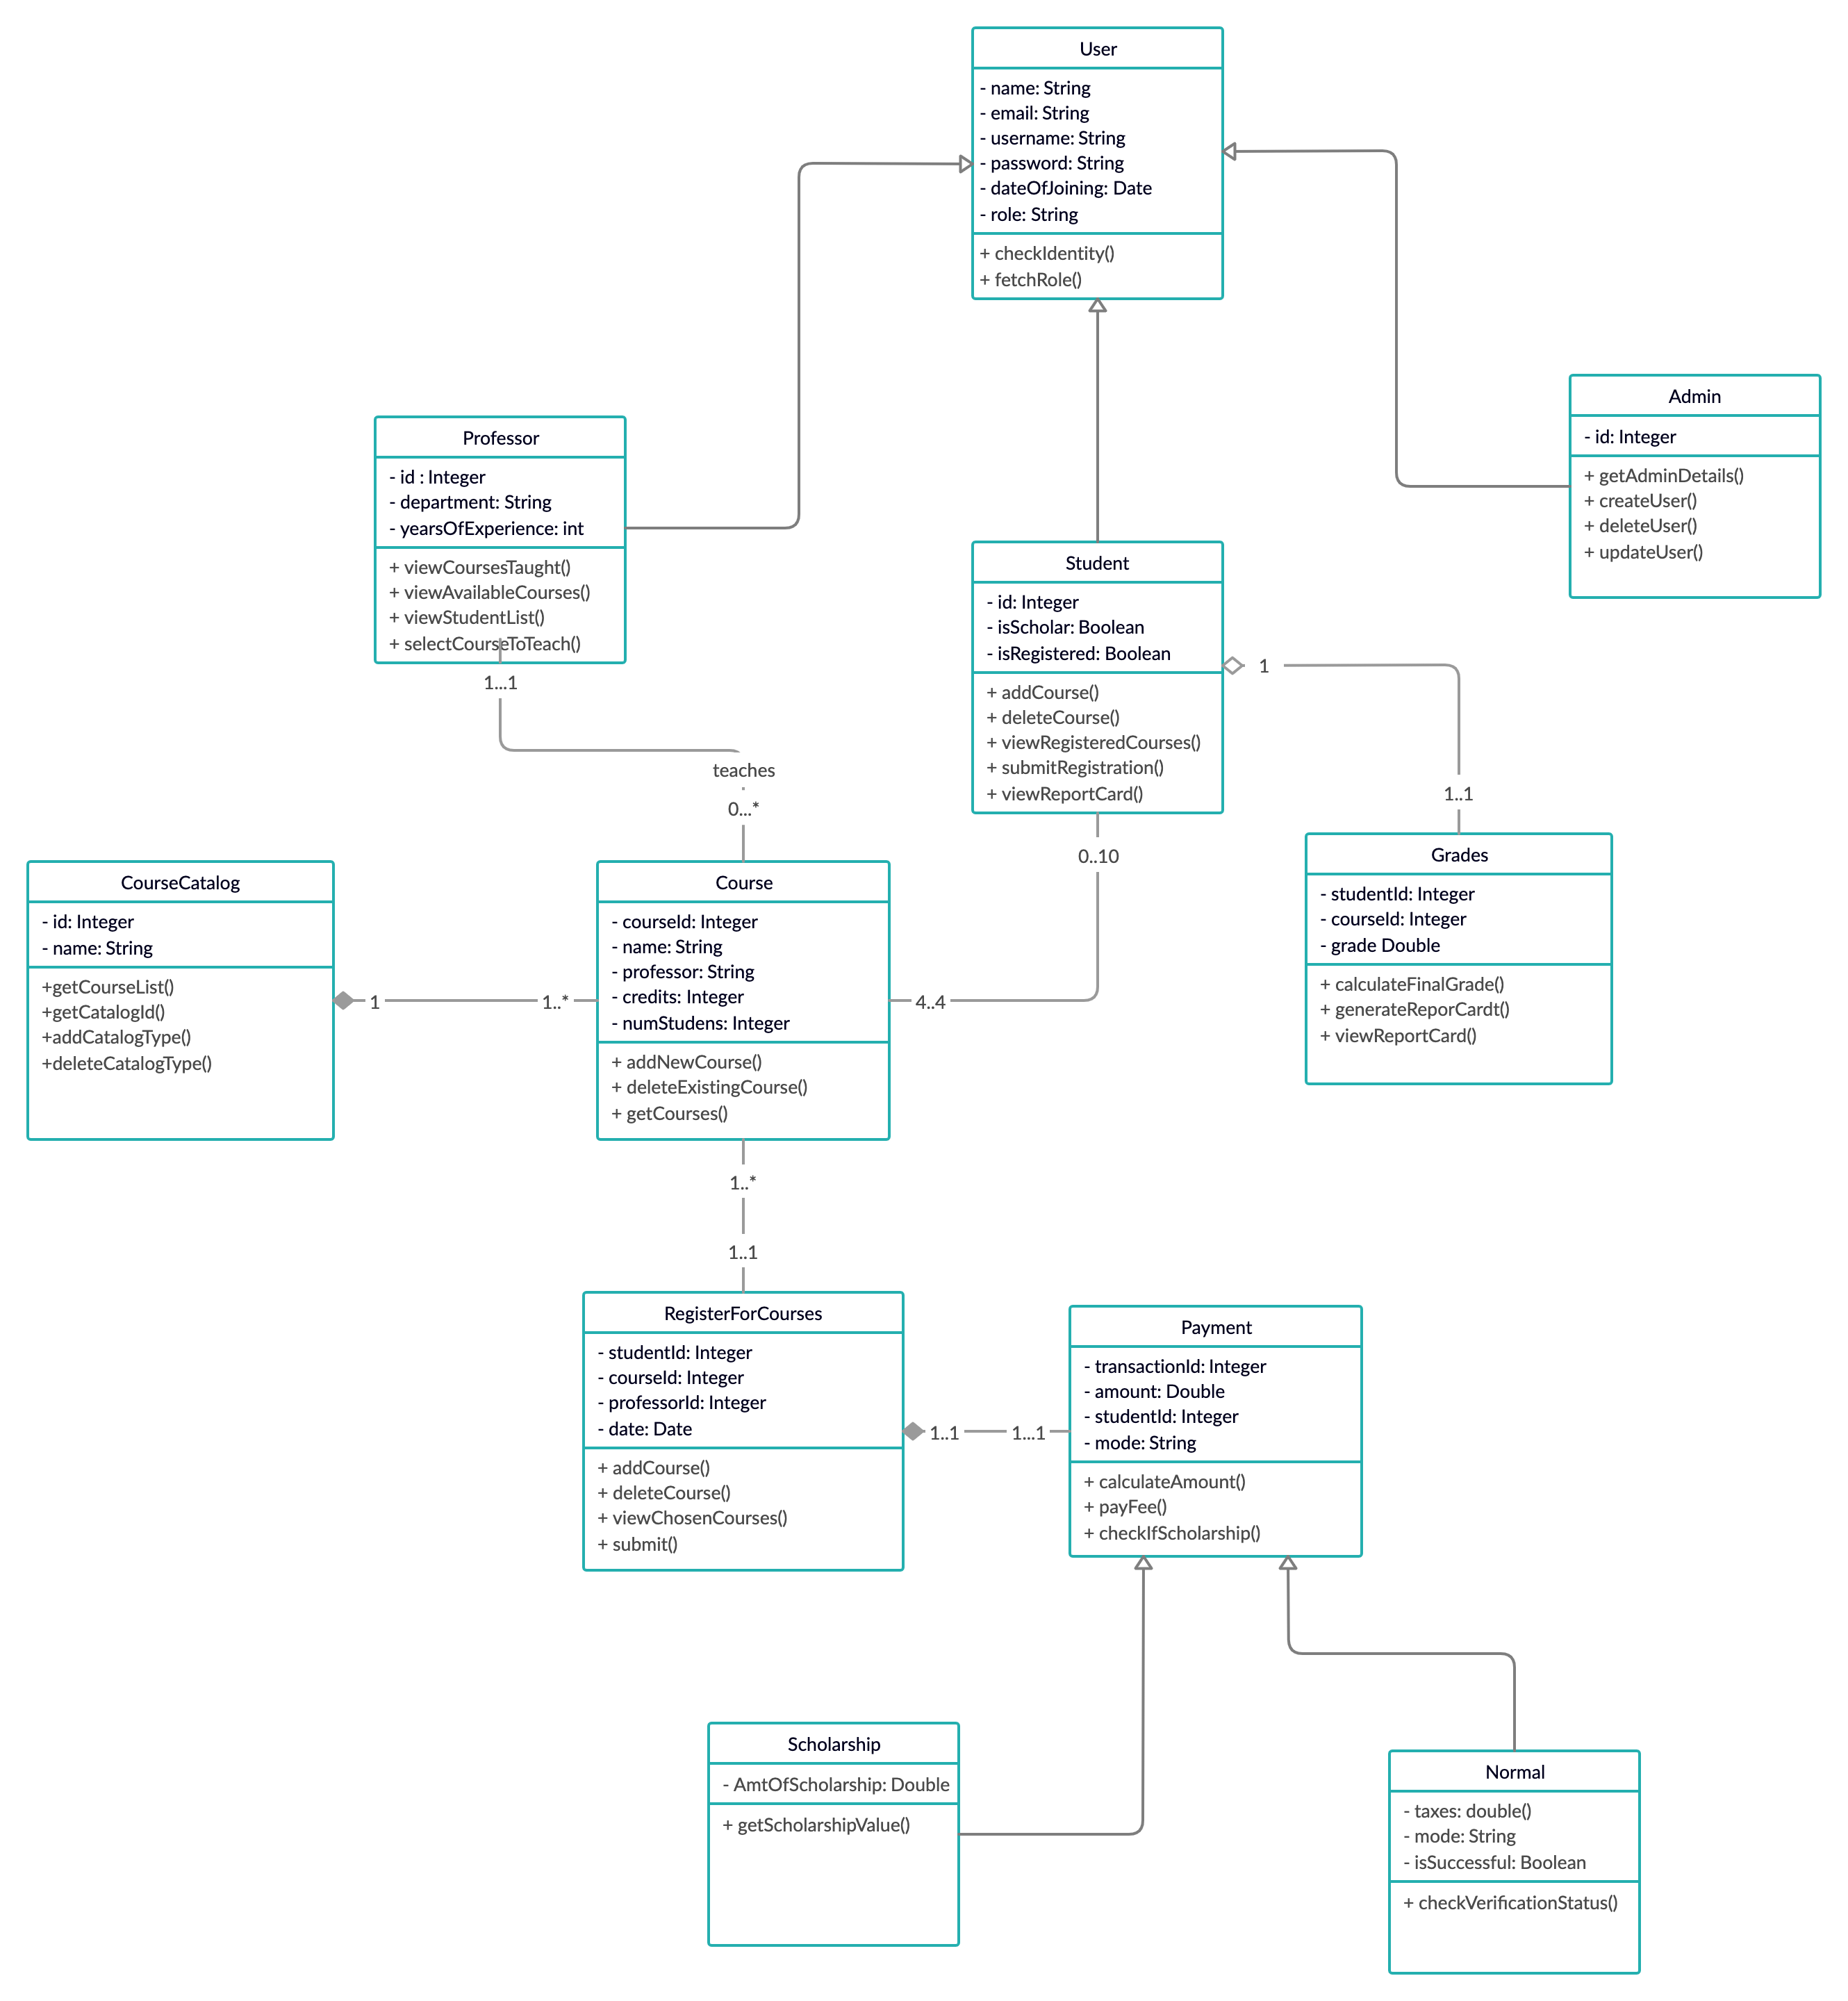 User
- name: String
- email: String
- username: String
- password: String
- dateOfJoining: Date
- role: String
+ checkIdentity()
+ fetchRole()
Admin
- id: Integer
+ getAdminDetails()
+ createUser()
+ deleteUser()
+ updateUser()
Professor
- id : Integer
- department: String
- yearsOfExperience: int
+ viewCoursesTaught()
+ viewAvailableCourses()
+ viewStudentList()
+ selectCourseToTeach()
1...1
teaches
0...*
Student
- id: Integer
- isScholar: Boolean
- isRegistered: Boolean
+ addCourse()
+ deleteCourse()
+ viewRegisteredCourses()
+ submitRegistration()
+ viewReportCard()
1
1..1
0..10
4..4
Grades
- studentId: Integer
- courseId: Integer
- grade Double
+ calculateFinalGrade()
+ generateReporCardt()
+ viewReportCard()
CourseCatalog
- id: Integer
- name: String
+getCourseList()
+getCatalogId()
+addCatalogType()
+deleteCatalogType()
1
1..*
Course
- courseId: Integer
- name: String
- professor: String
- credits: Integer
- numStudens: Integer
+ addNewCourse()
+ deleteExistingCourse()
+ getCourses()
1..*
1..1
RegisterForCourses
- studentId: Integer
- courseId: Integer
- professorId: Integer
- date: Date
+ addCourse()
+ deleteCourse()
+ viewChosenCourses()
+ submit()
1..1
1...1
Payment
- transactionId: Integer
- amount: Double
- studentId: Integer
- mode: String
+ calculateAmount()
+ payFee()
+ checkIfScholarship()
Scholarship
- AmtOfScholarship: Double
+ getScholarshipValue()
Normal
- taxes: double()
- mode: String
- isSuccessful: Boolean
+ checkVerificationStatus()